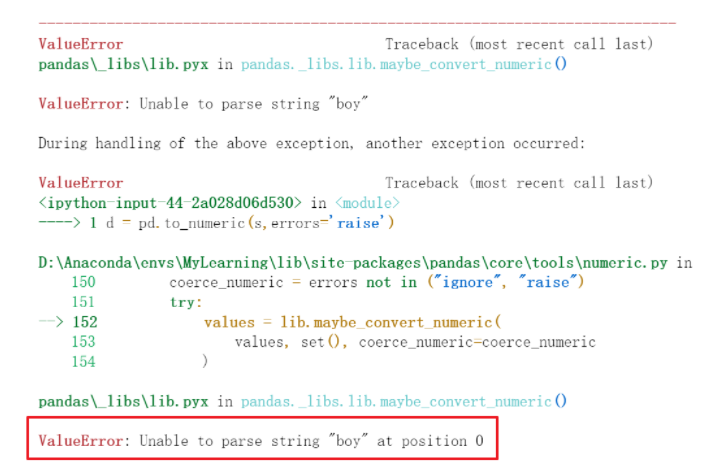 ---------------------------------------------------------------------------
ValueError                                Traceback (most recent call last)
pandas\_libs\lib.pyx in pandas._libs.lib.maybe_convert_numeric()

ValueError: Unable to parse string "boy"

During handling of the above exception, another exception occurred:

ValueError                                Traceback (most recent call last)
<ipython-input-44-2a028d06d530> in <module>
----> 1 d = pd.to_numeric(s,errors='raise')

D:\Anaconda\envs\MyLearning\lib\site-packages\pandas\core\tools\numeric.py in
    150         coerce_numeric = errors not in ("ignore", "raise")
    151         try:
--> 152             values = lib.maybe_convert_numeric(
    153                 values, set(), coerce_numeric=coerce_numeric
    154             )

pandas\_libs\lib.pyx in pandas._libs.lib.maybe_convert_numeric()

ValueError: Unable to parse string "boy" at position 0